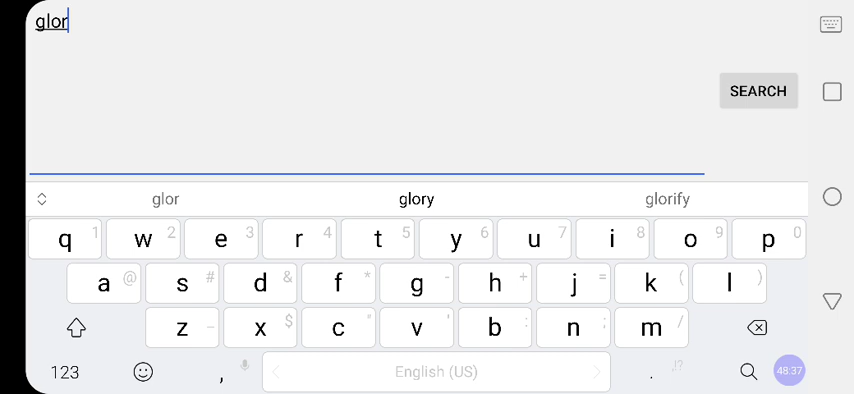 glor
SEARCH
glor glory glorify
q 1 w 2 e 3 r 4 t 5 y 6 u 7 i 8 o 9 p 0
a @ s # d & f * g - h + j = k ( l )
z _ x $ c " v ' b : n ; m /
123 , English (US) . ,!? 48:37